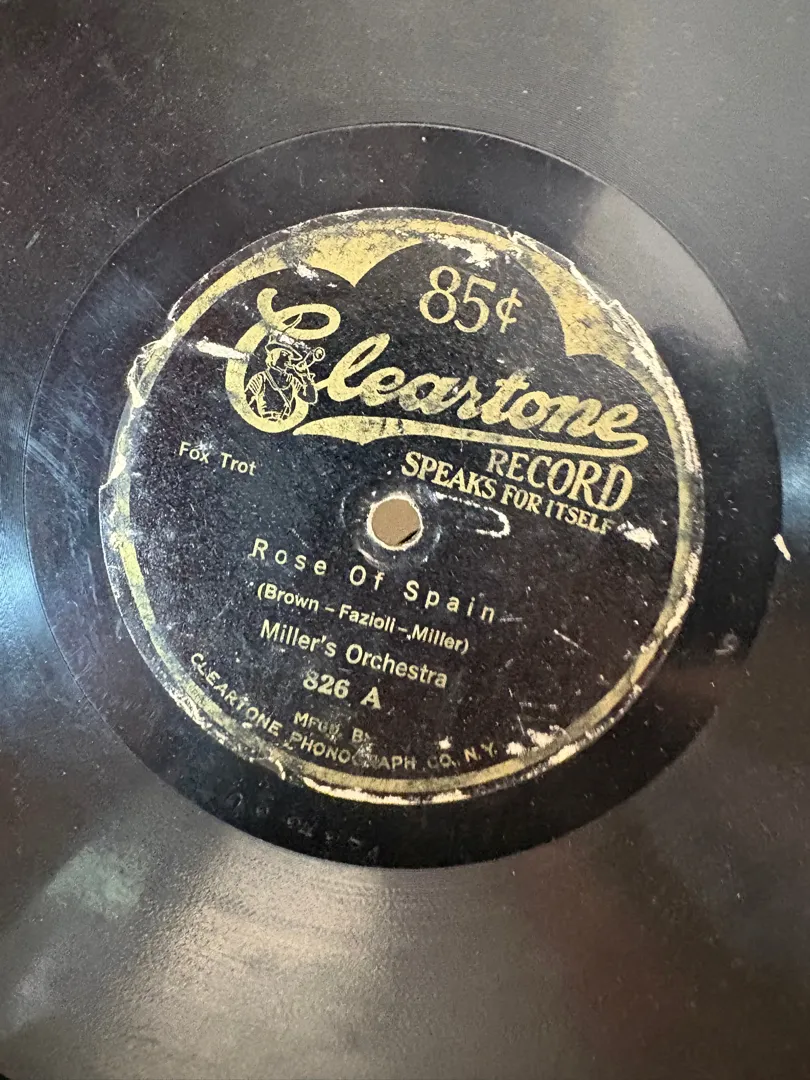 85¢
Cleartone
RECORD
SPEAKS FOR ITSELF
Fox Trot
Rose Of Spain
(Brown – Fazioli – Miller)
Miller's Orchestra
826 A
MFGD. BY
CLEARTONE PHONOGRAPH CO., N.Y.